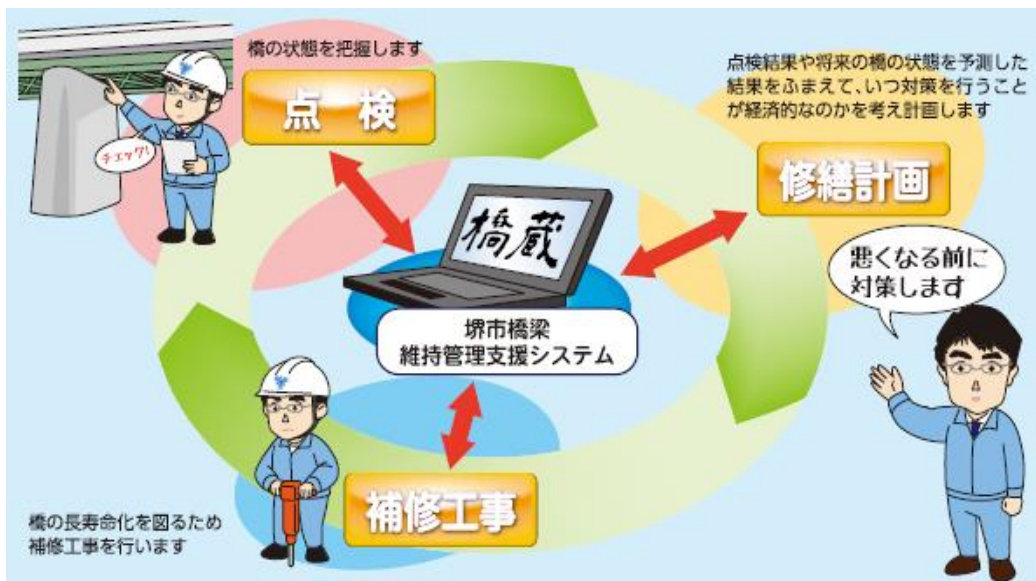 橋の状態を把握します
点検
チェック!
点検結果や将来の橋の状態を予測した
結果をふまえて、いつ対策を行うこと
が経済的なのかを考え計画します
修繕計画
悪くなる前に
対策します
橋蔵
堺市橋梁
維持管理支援システム
補修工事
橋の長寿命化を図るため
補修工事を行います